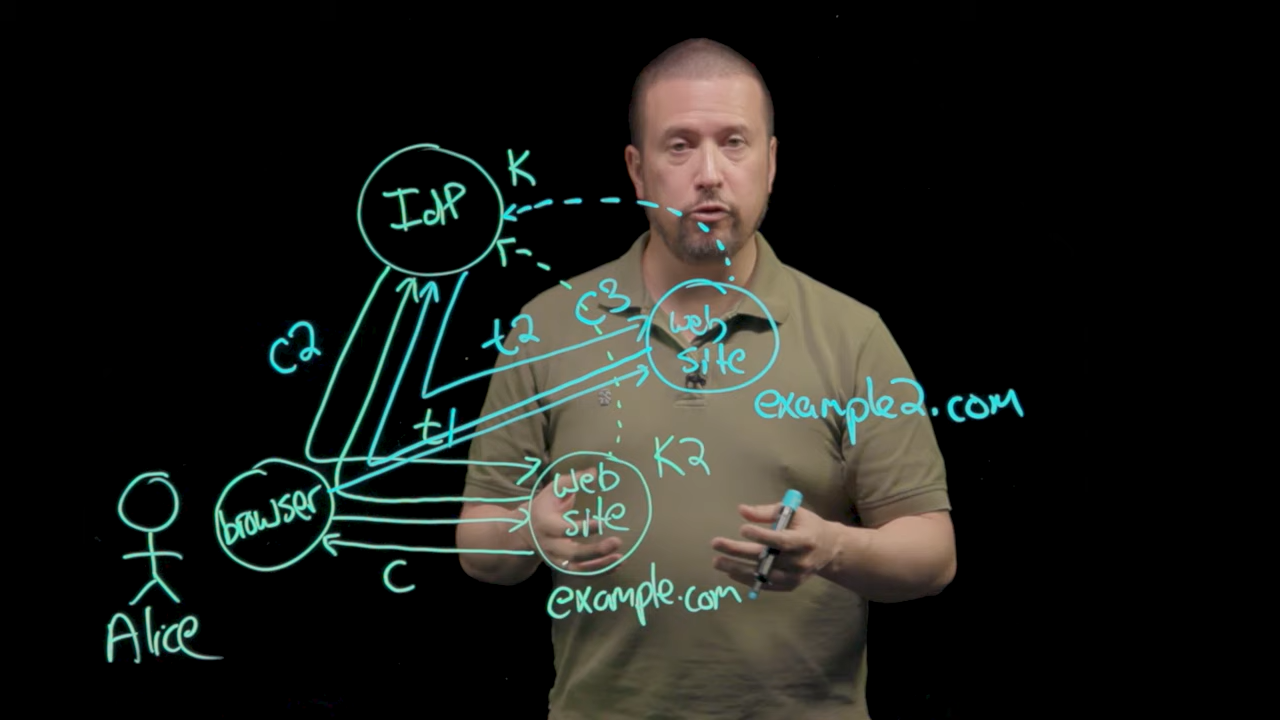 IdP
K
c2
t2
c3
web
site
example2.com
t1
browser
web
site
K2
c
example.com
Alice